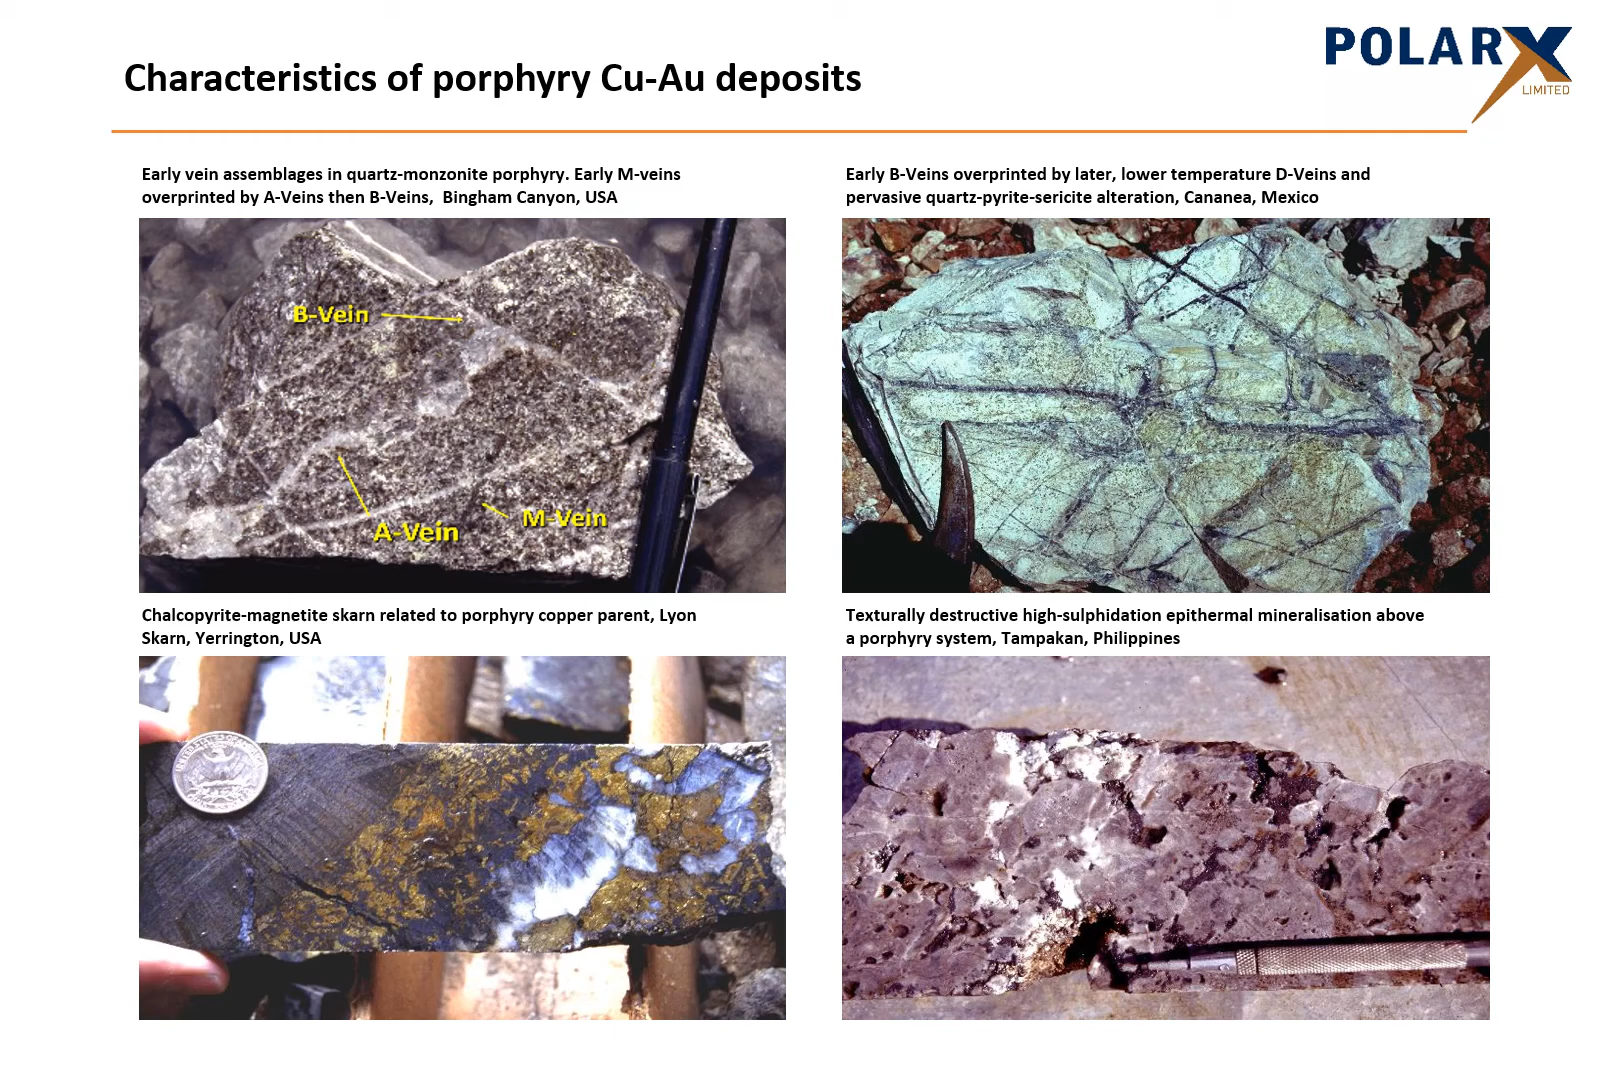 POLARX
LIMITED
Characteristics of porphyry Cu-Au deposits
Early vein assemblages in quartz-monzonite porphyry. Early M-veins
overprinted by A-Veins then B-Veins, Bingham Canyon, USA
Early B-Veins overprinted by later, lower temperature D-Veins and
pervasive quartz-pyrite-sericite alteration, Cananea, Mexico
B-Vein
A-Vein
M-Vein
Chalcopyrite-magnetite skarn related to porphyry copper parent, Lyon
Skarn, Yerrington, USA
Texturally destructive high-sulphidation epithermal mineralisation above
a porphyry system, Tampakan, Philippines